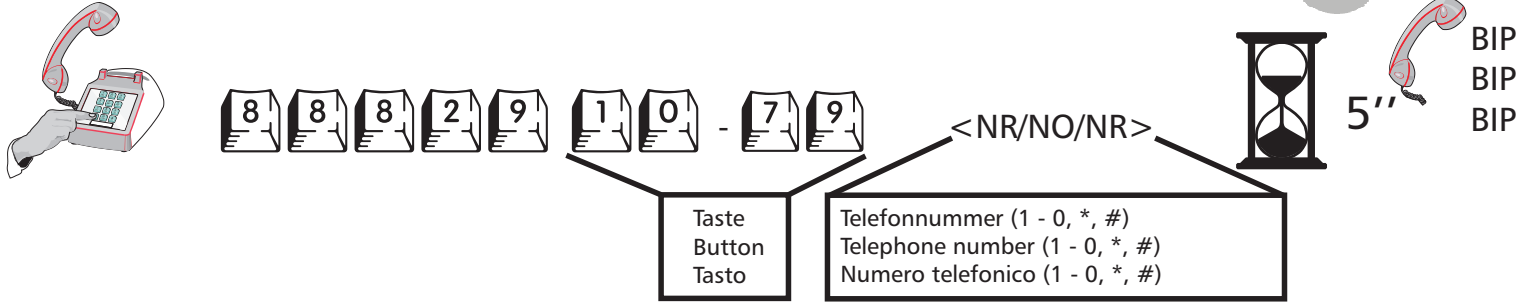 8 8 8 2 9 1 0 - 7 9 <NR/NO/NR> 5′′ BIP
BIP
BIP
Taste
Button
Tasto
Telefonnummer (1 - 0, *, #)
Telephone number (1 - 0, *, #)
Numero telefonico (1 - 0, *, #)